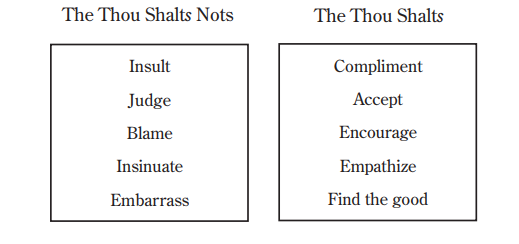 The Thou Shalts Nots
Insult
Judge
Blame
Insinuate
Embarrass
The Thou Shalts
Compliment
Accept
Encourage
Empathize
Find the good